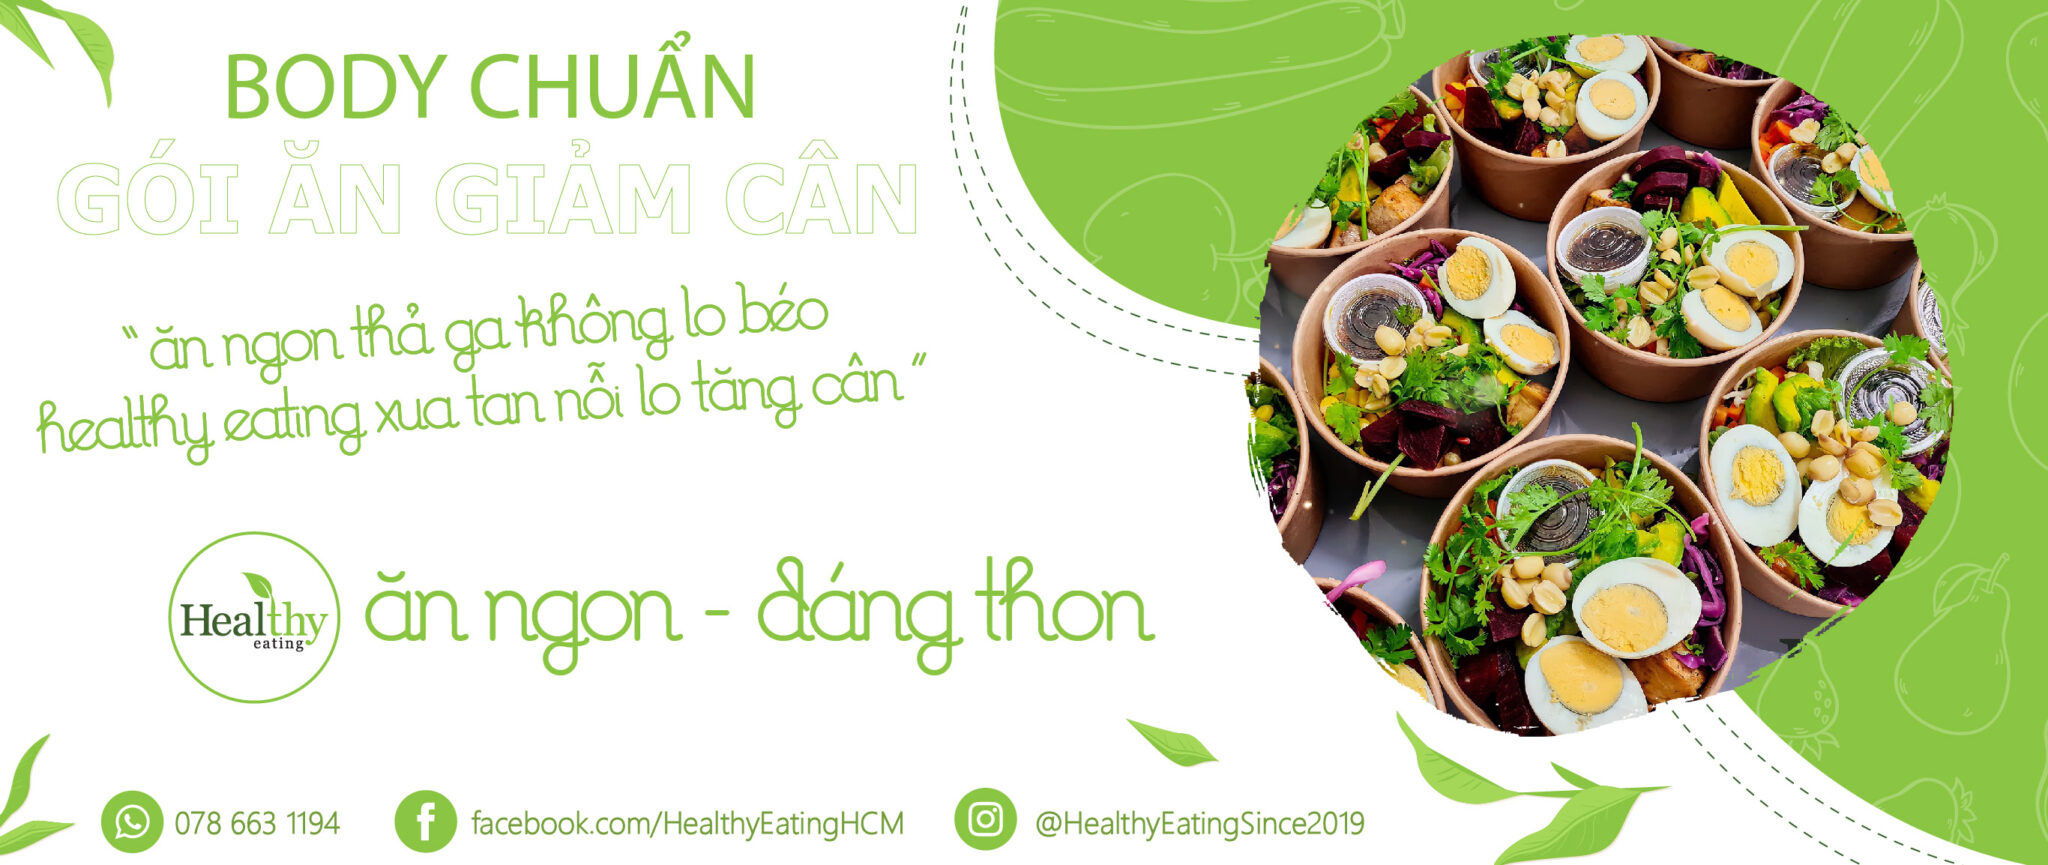 BODY CHUẨN
GÓI ĂN GIẢM CÂN
" ăn ngon thả ga không lo béo
healthy eating xua tan nỗi lo tăng cân "
Healthy
eating
ăn ngon - dáng thon
078 663 1194
facebook.com/HealthyEatingHCM
@HealthyEatingSince2019